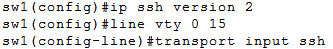 sw1(config)#ip ssh version 2
sw1(config)#line vty 0 15
sw1(config-line)#transport input ssh